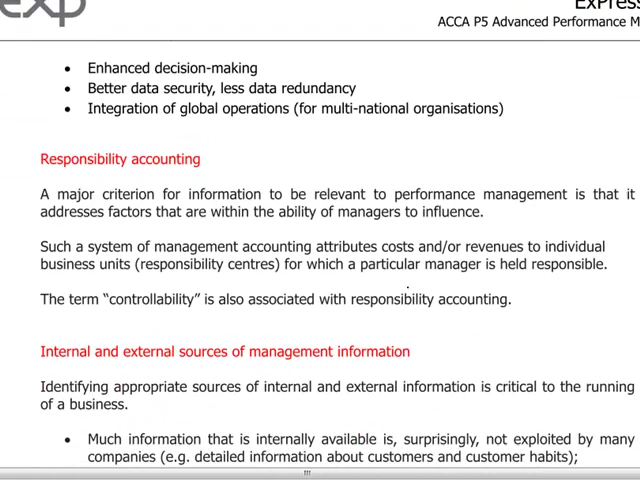 exp
ExPress
ACCA P5 Advanced Performance M
• Enhanced decision-making
• Better data security, less data redundancy
• Integration of global operations (for multi-national organisations)
Responsibility accounting
A major criterion for information to be relevant to performance management is that it
addresses factors that are within the ability of managers to influence.
Such a system of management accounting attributes costs and/or revenues to individual
business units (responsibility centres) for which a particular manager is held responsible.
The term “controllability” is also associated with responsibility accounting.
Internal and external sources of management information
Identifying appropriate sources of internal and external information is critical to the running
of a business.
• Much information that is internally available is, surprisingly, not exploited by many
companies (e.g. detailed information about customers and customer habits);